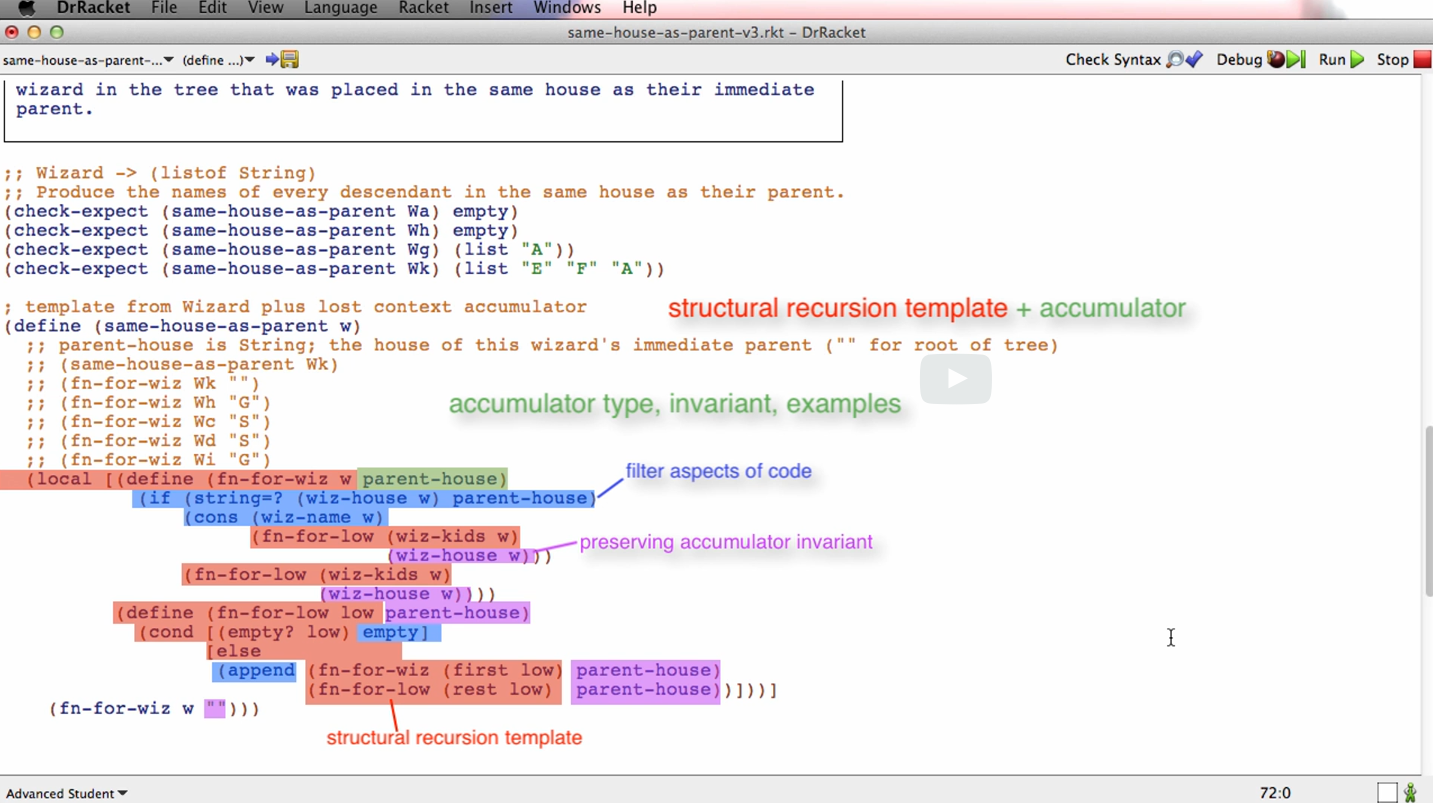 DrRacket File Edit View Language Racket Insert Windows Help
same-house-as-parent-v3.rkt - DrRacket
same-house-as-parent-... (define ...) Check Syntax Debug Run Stop
wizard in the tree that was placed in the same house as their immediate
parent.
;; Wizard -> (listof String)
;; Produce the names of every descendant in the same house as their parent.
(check-expect (same-house-as-parent Wa) empty)
(check-expect (same-house-as-parent Wh) empty)
(check-expect (same-house-as-parent Wg) (list "A"))
(check-expect (same-house-as-parent Wk) (list "E" "F" "A"))
; template from Wizard plus lost context accumulator
structural recursion template + accumulator
(define (same-house-as-parent w)
;; parent-house is String; the house of this wizard's immediate parent ("" for root of tree)
;; (same-house-as-parent Wk)
;; (fn-for-wiz Wk "")
;; (fn-for-wiz Wh "G")
accumulator type, invariant, examples
;; (fn-for-wiz Wc "S")
;; (fn-for-wiz Wd "S")
;; (fn-for-wiz Wi "G")
(local [(define (fn-for-wiz w parent-house)
filter aspects of code
(if (string=? (wiz-house w) parent-house)
(cons (wiz-name w)
(fn-for-low (wiz-kids w)
preserving accumulator invariant
(wiz-house w)))
(fn-for-low (wiz-kids w)
(wiz-house w))))
(define (fn-for-low low parent-house)
(cond [(empty? low) empty]
[else
(append (fn-for-wiz (first low) parent-house)
(fn-for-low (rest low) parent-house))]))]
(fn-for-wiz w "")))
structural recursion template
Advanced Student 72:0